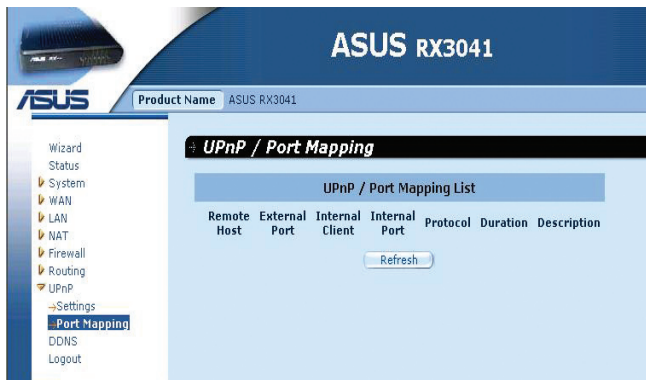 ASUS RX3041
ASUS
Product Name ASUS RX3041
Wizard
Status
System
WAN
LAN
NAT
Firewall
Routing
UPnP
Settings
Port Mapping
DDNS
Logout
UPnP / Port Mapping
UPnP / Port Mapping List
Remote Host External Port Internal Client Internal Port Protocol Duration Description
Refresh